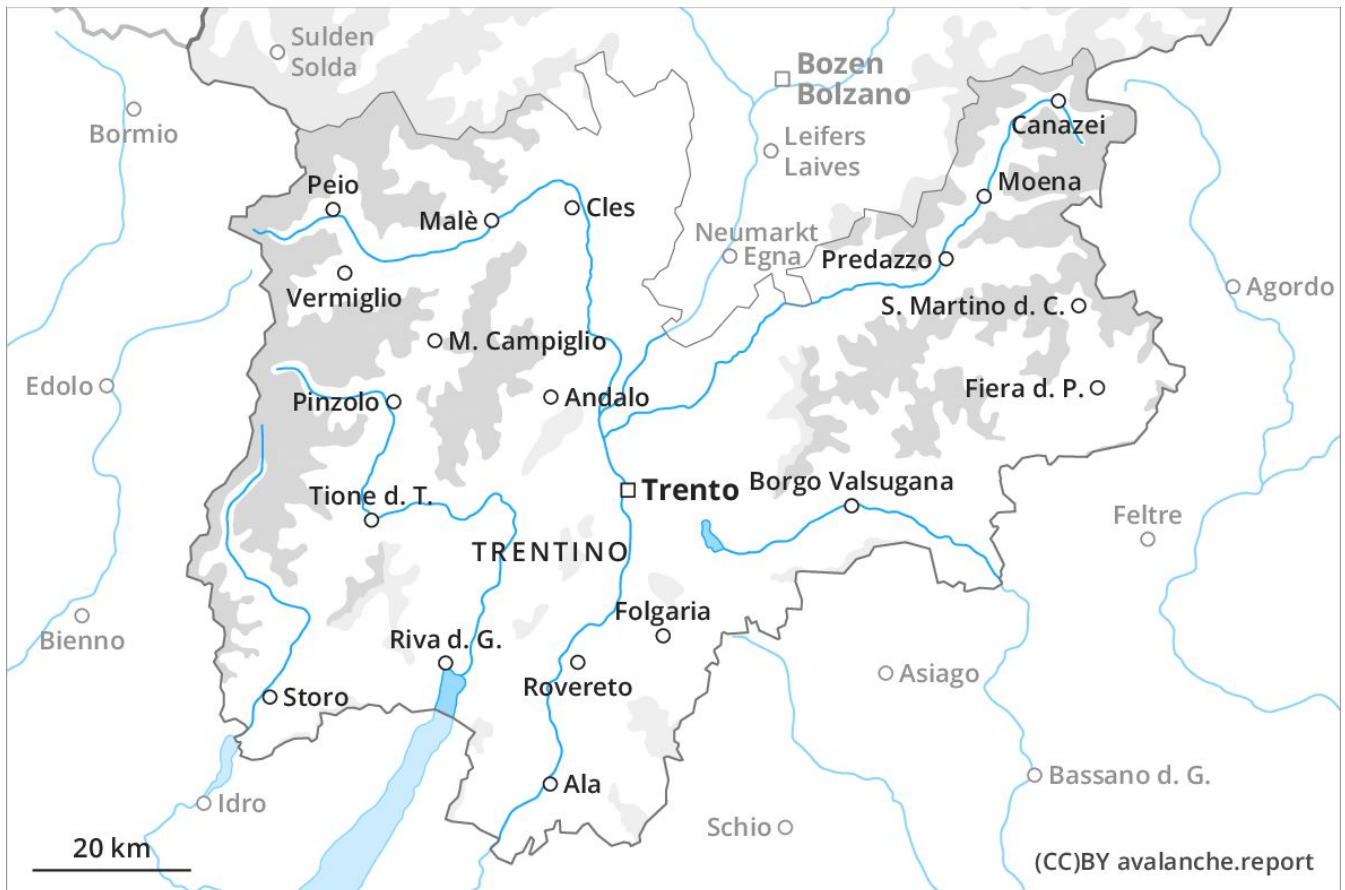 Sulden
Solda
Bozen
Bolzano
Bormio
Canazei
Leifers
Laives
Peio
Moena
Malè
Cles
Neumarkt
Egna
Predazzo
Vermiglio
Agordo
S. Martino d. C.
M. Campiglio
Edolo
Fiera d. P.
Pinzolo
Andalo
Trento
Borgo Valsugana
Tione d. T.
Feltre
TRENTINO
Folgaria
Bienno
Riva d. G.
Asiago
Rovereto
Storo
Bassano d. G.
Ala
Idro
Schio
20 km
(CC)BY avalanche.report